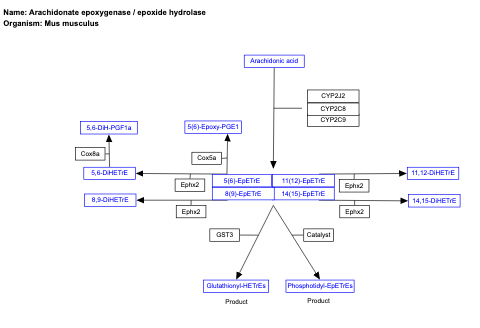 Name: Arachidonate epoxygenase / epoxide hydrolase
Organism: Mus musculus
Arachidonic acid
CYP2J2
CYP2C8
CYP2C9
5,6-DiH-PGF1a
5(6)-Epoxy-PGE1
Cox8a
Cox5a
5,6-DiHETrE
11,12-DiHETrE
5(6)-EpETrE
11(12)-EpETrE
Ephx2
Ephx2
8(9)-EpETrE
14(15)-EpETrE
8,9-DiHETrE
14,15-DiHETrE
Ephx2
Ephx2
GST3
Catalyst
Glutathionyl-HETrEs
Phosphotidyl-EpETrEs
Product
Product